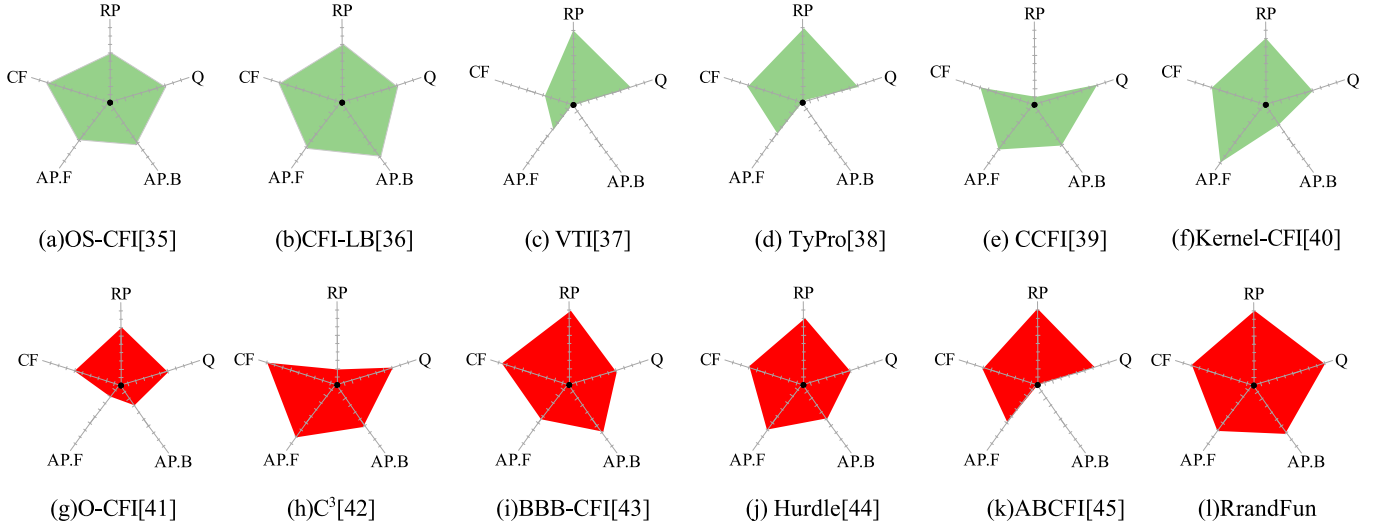 RP RP RP RP RP RP
CF Q CF Q CF Q CF Q CF Q CF Q
AP.F AP.B AP.F AP.B AP.F AP.B AP.F AP.B AP.F AP.B AP.F AP.B
(a)OS-CFI[35] (b)CFI-LB[36] (c) VTI[37] (d) TyPro[38] (e) CCFI[39] (f)Kernel-CFI[40]
RP RP RP RP RP RP
CF Q CF Q CF Q CF Q CF Q CF Q
AP.F AP.B AP.F AP.B AP.F AP.B AP.F AP.B AP.F AP.B AP.F AP.B
(g)O-CFI[41] (h)C³[42] (i)BBB-CFI[43] (j) Hurdle[44] (k)ABCFI[45] (l)RrandFun